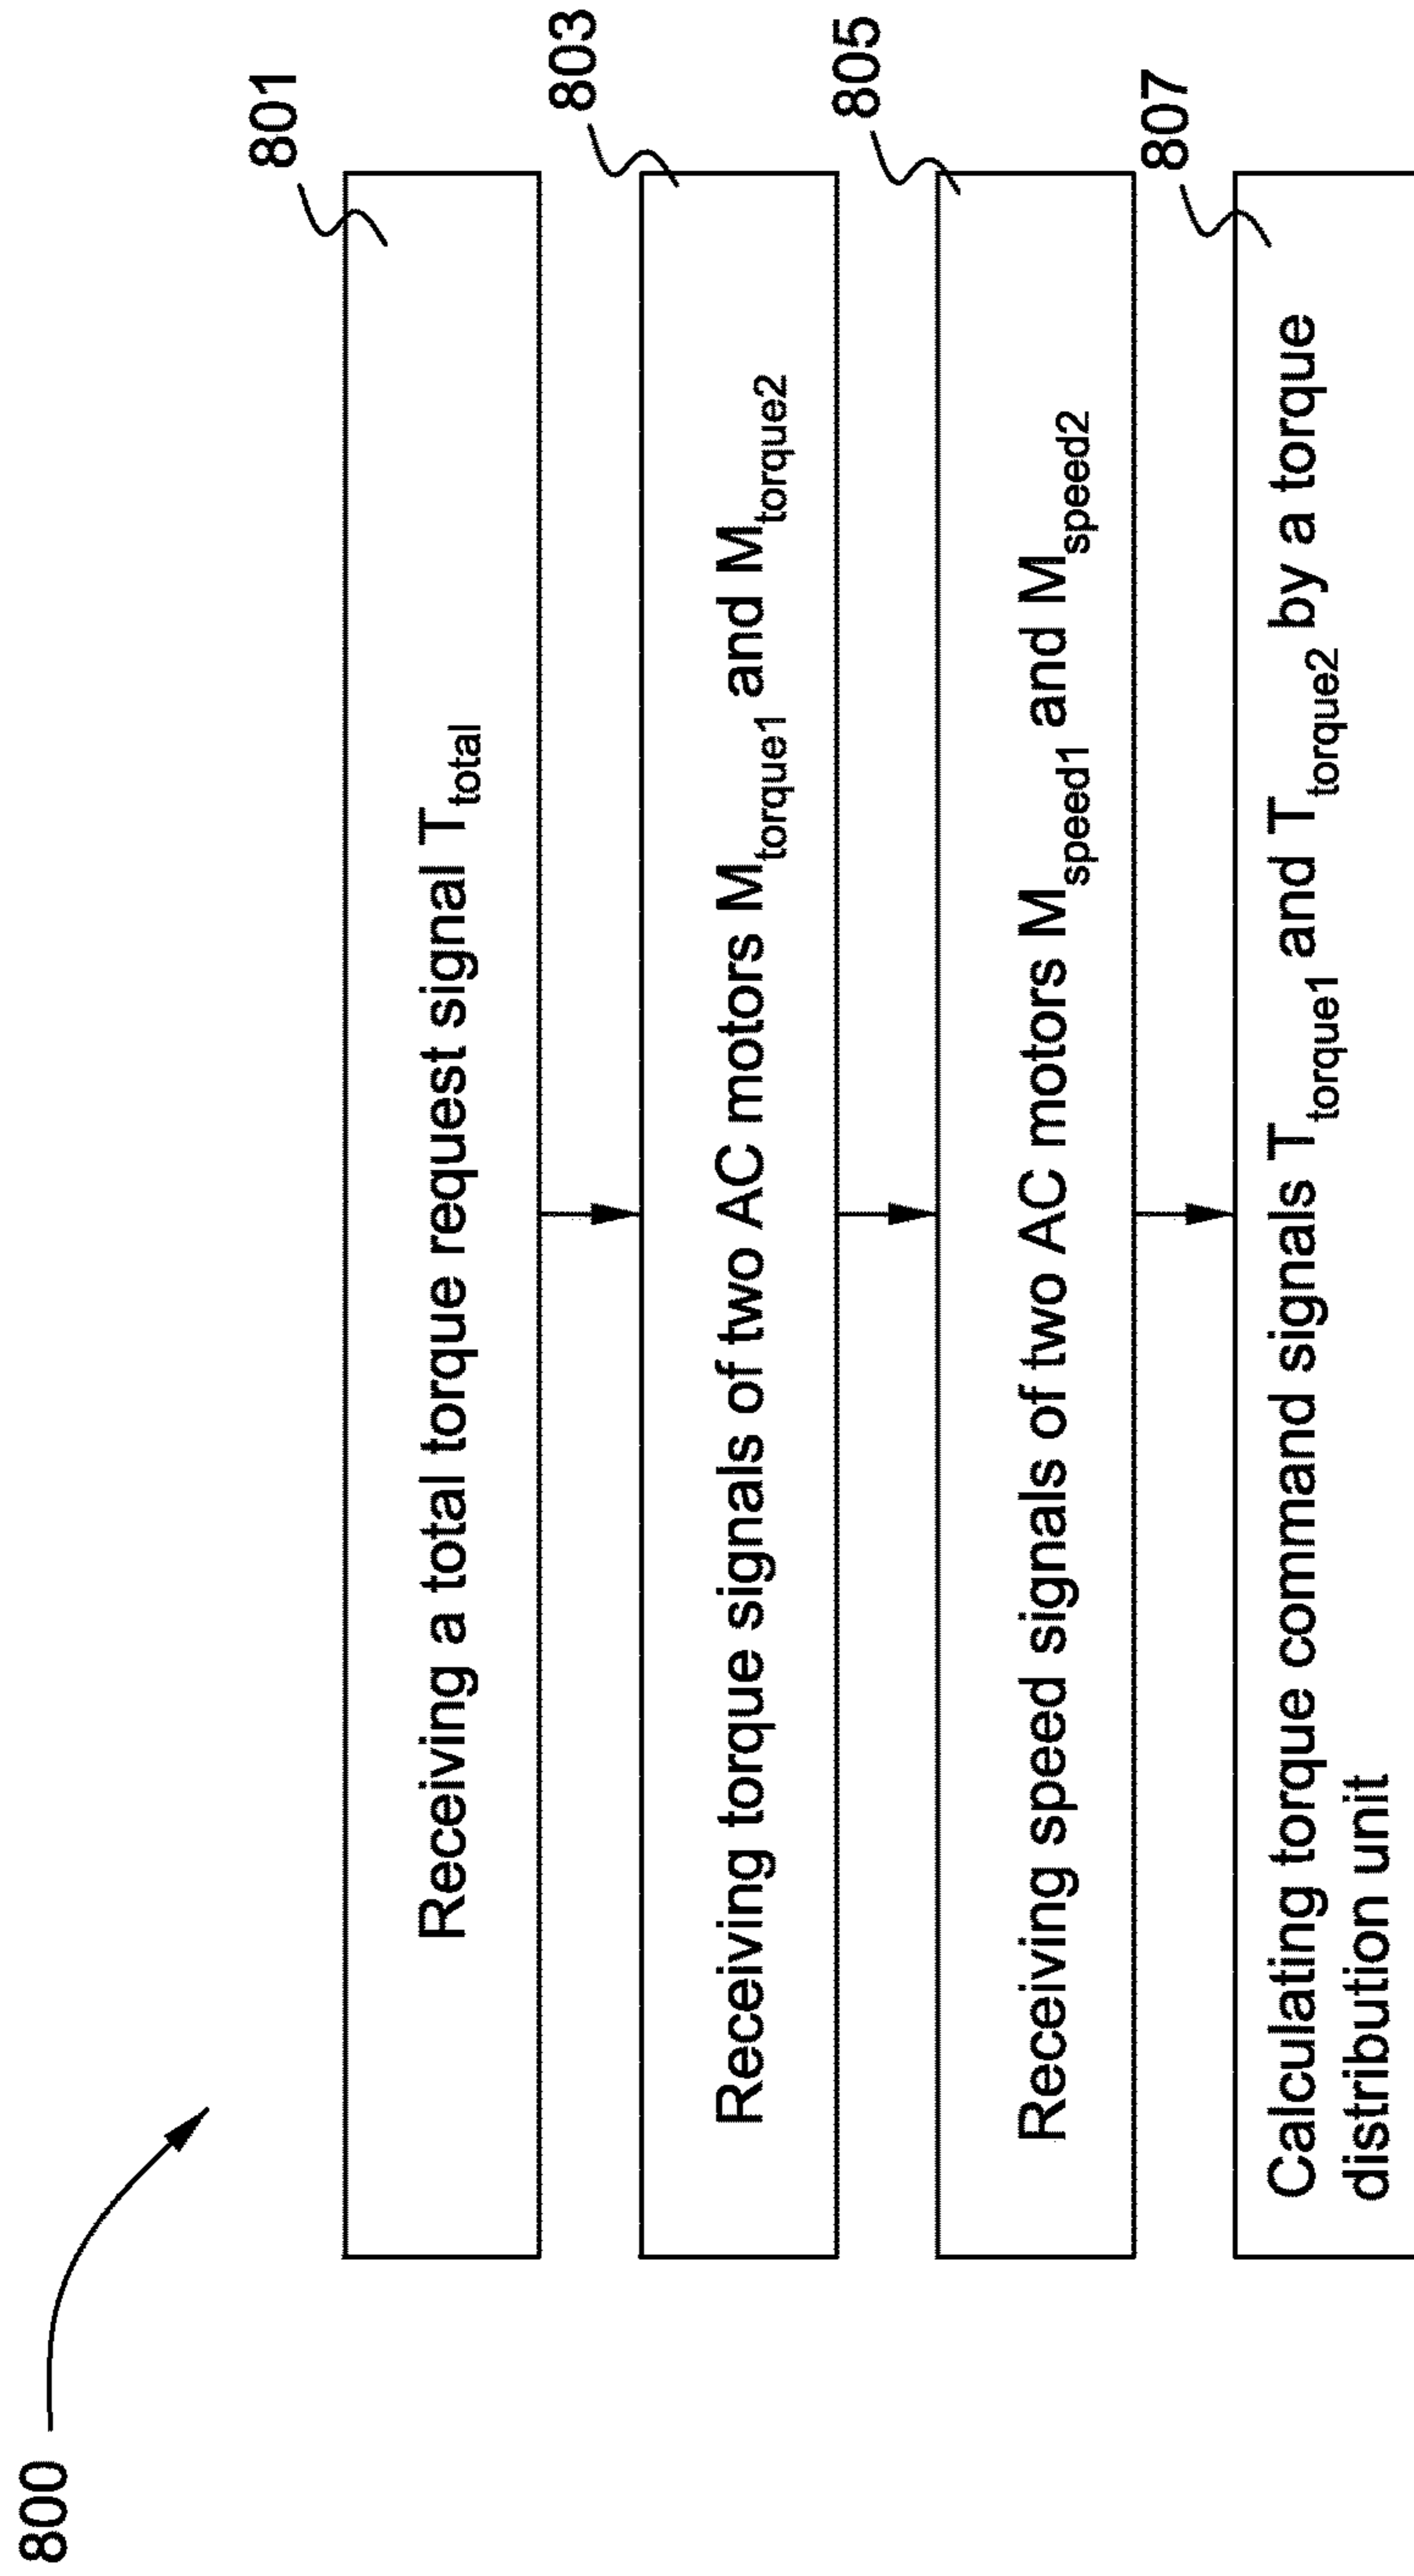 800
801
Receiving a total torque request signal T_total
803
Receiving torque signals of two AC motors M_torque1 and M_torque2
805
Receiving speed signals of two AC motors M_speed1 and M_speed2
807
Calculating torque command signals T_torque1 and T_torque2 by a torque
distribution unit